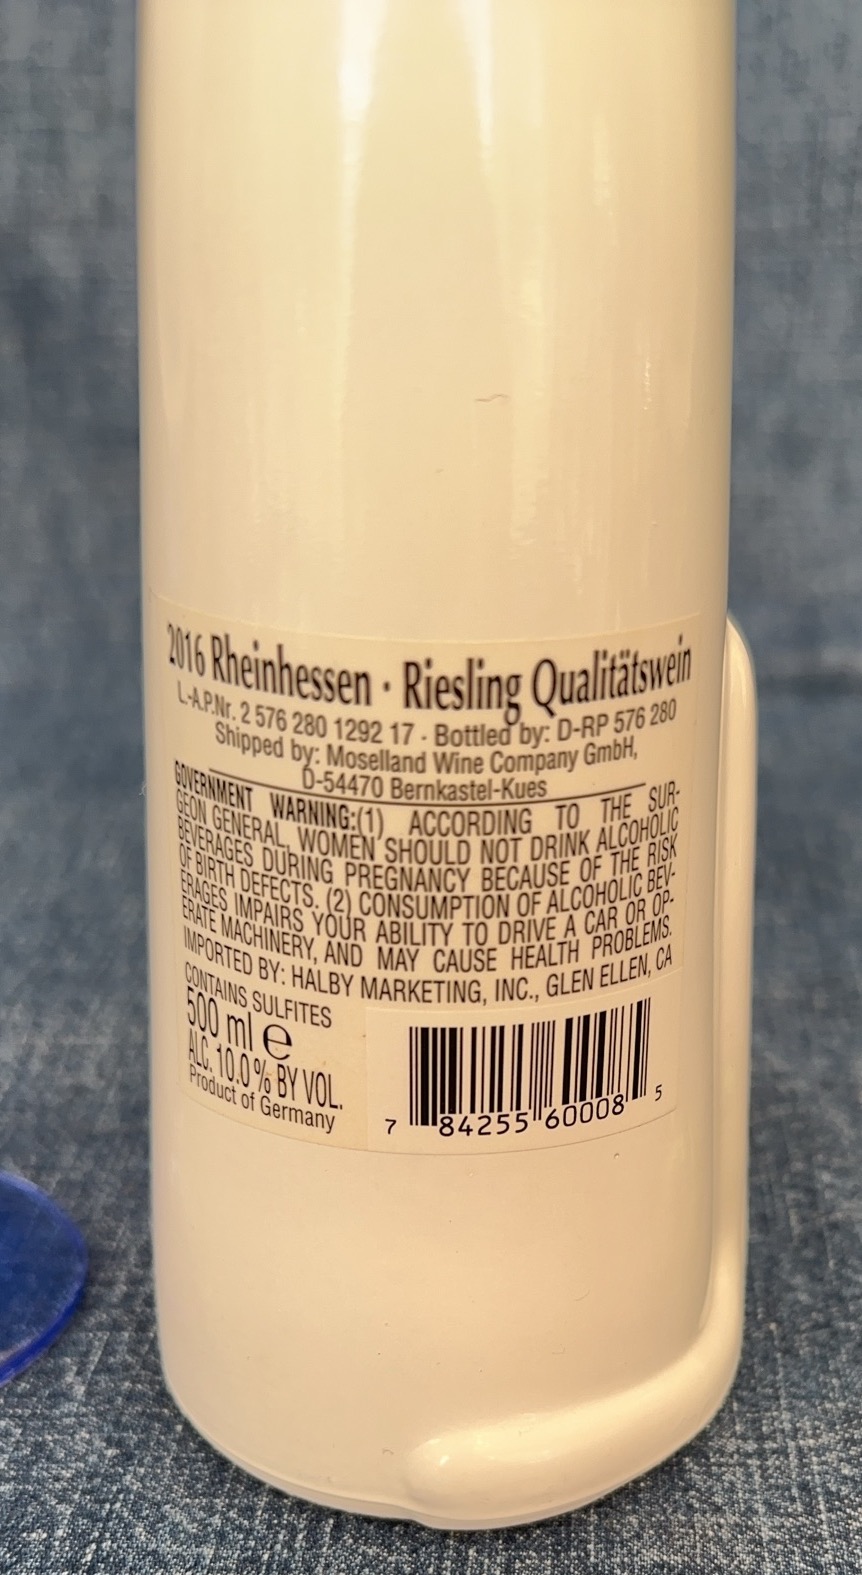 2016 Rheinhessen · Riesling Qualitätswein
L-A.P.Nr. 2 576 280 1292 17 - Bottled by: D-RP 576 280
Shipped by: Moselland Wine Company GmbH,
D-54470 Bernkastel-Kues
GOVERNMENT WARNING:(1) ACCORDING TO THE SUR-
GEON GENERAL, WOMEN SHOULD NOT DRINK ALCOHOLIC
BEVERAGES DURING PREGNANCY BECAUSE OF THE RISK
OF BIRTH DEFECTS. (2) CONSUMPTION OF ALCOHOLIC BEV-
ERAGES IMPAIRS YOUR ABILITY TO DRIVE A CAR OR OP-
ERATE MACHINERY, AND MAY CAUSE HEALTH PROBLEMS.
IMPORTED BY: HALBY MARKETING, INC., GLEN ELLEN, CA
CONTAINS SULFITES
500 ml ℮
ALC. 10.0% BY VOL.
Product of Germany
7 84255 60008 5